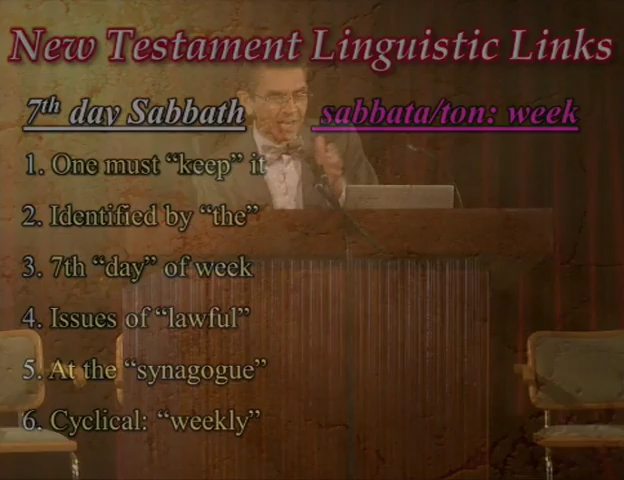 New Testament Linguistic Links
7th day Sabbath
sabbata/ton: week
1. One must “keep” it
2. Identified by “the”
3. 7th “day” of week
4. Issues of “lawful”
5. At the “synagogue”
6. Cyclical: “weekly”